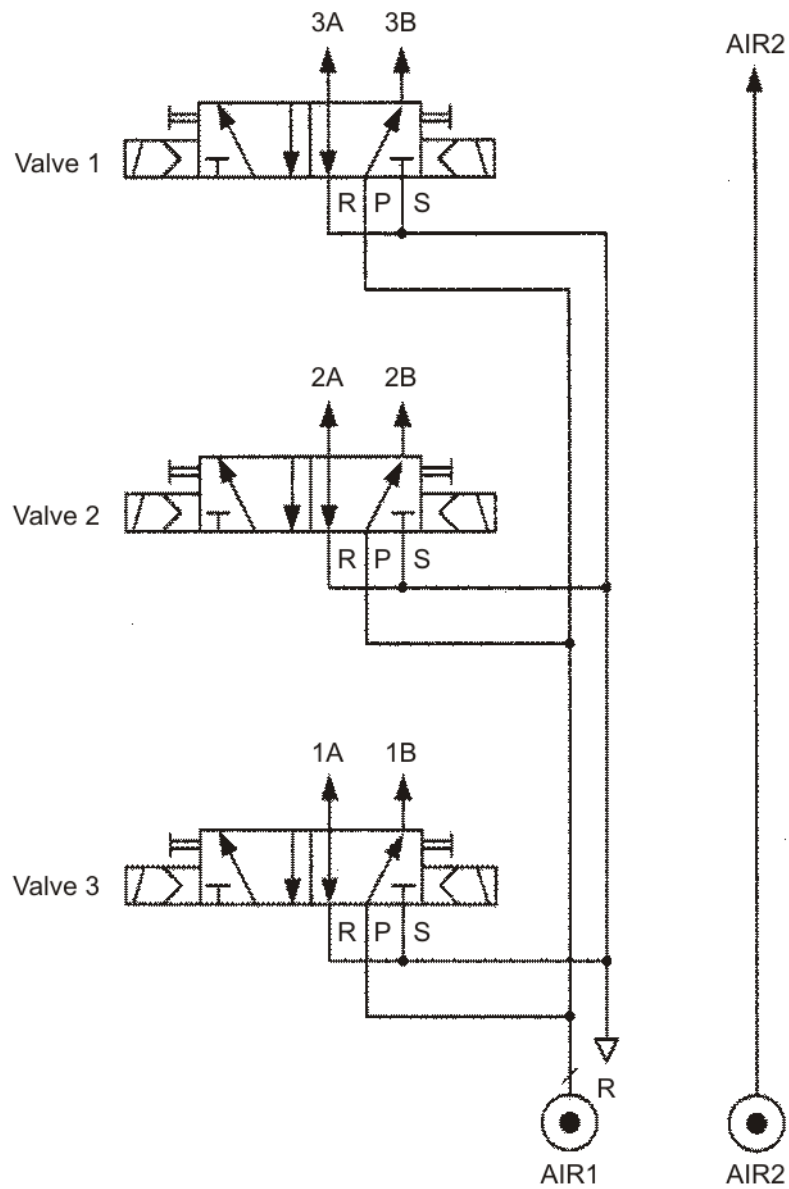 3A 3B
AIR2
Valve 1
R P S
2A 2B
Valve 2
R P S
1A 1B
Valve 3
R P S
R
AIR1 AIR2